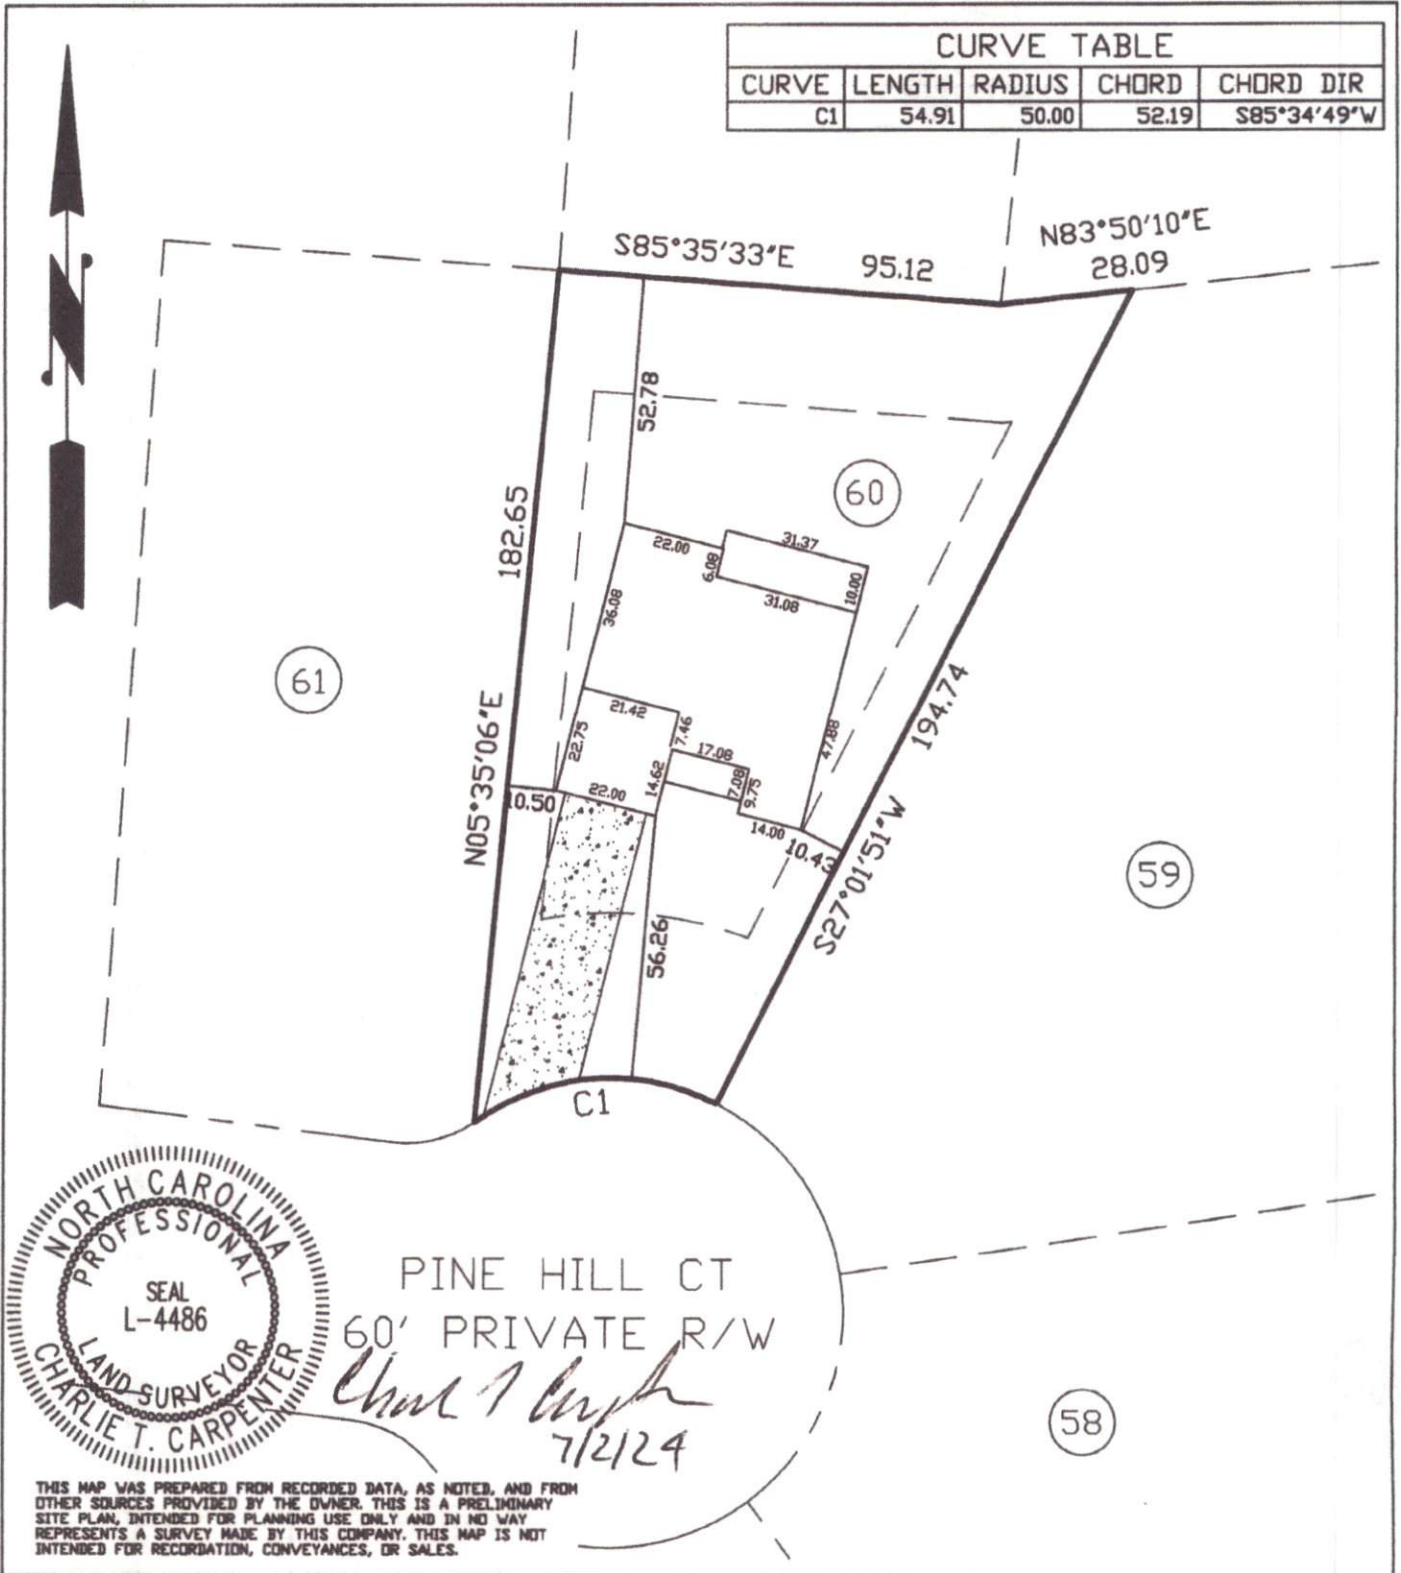 CURVE TABLE
CURVE LENGTH RADIUS CHORD CHORD DIR
C1 54.91 50.00 52.19 S85°34'49"W
N83°50'10"E
28.09
S85°35'33"E 95.12
52.78
182.65
60
31.37
22.00
6.08
10.00
31.08
36.08
61
194.74
21.42
7.46
47.88
22.75
17.08
14.62
7.08
9.75
22.00
10.50
14.00
10.43
N05°35'06"E
S27°01'51"W
59
56.26
C1
NORTH CAROLINA
PROFESSIONAL
SEAL
L-4486
LAND SURVEYOR
CHARLIE T. CARPENTER
PINE HILL CT
60' PRIVATE R/W
7/2/24
58
THIS MAP WAS PREPARED FROM RECORDED DATA, AS NOTED, AND FROM
OTHER SOURCES PROVIDED BY THE OWNER. THIS IS A PRELIMINARY
SITE PLAN, INTENDED FOR PLANNING USE ONLY AND IN NO WAY
REPRESENTS A SURVEY MADE BY THIS COMPANY. THIS MAP IS NOT
INTENDED FOR RECORDATION, CONVEYANCES, OR SALES.